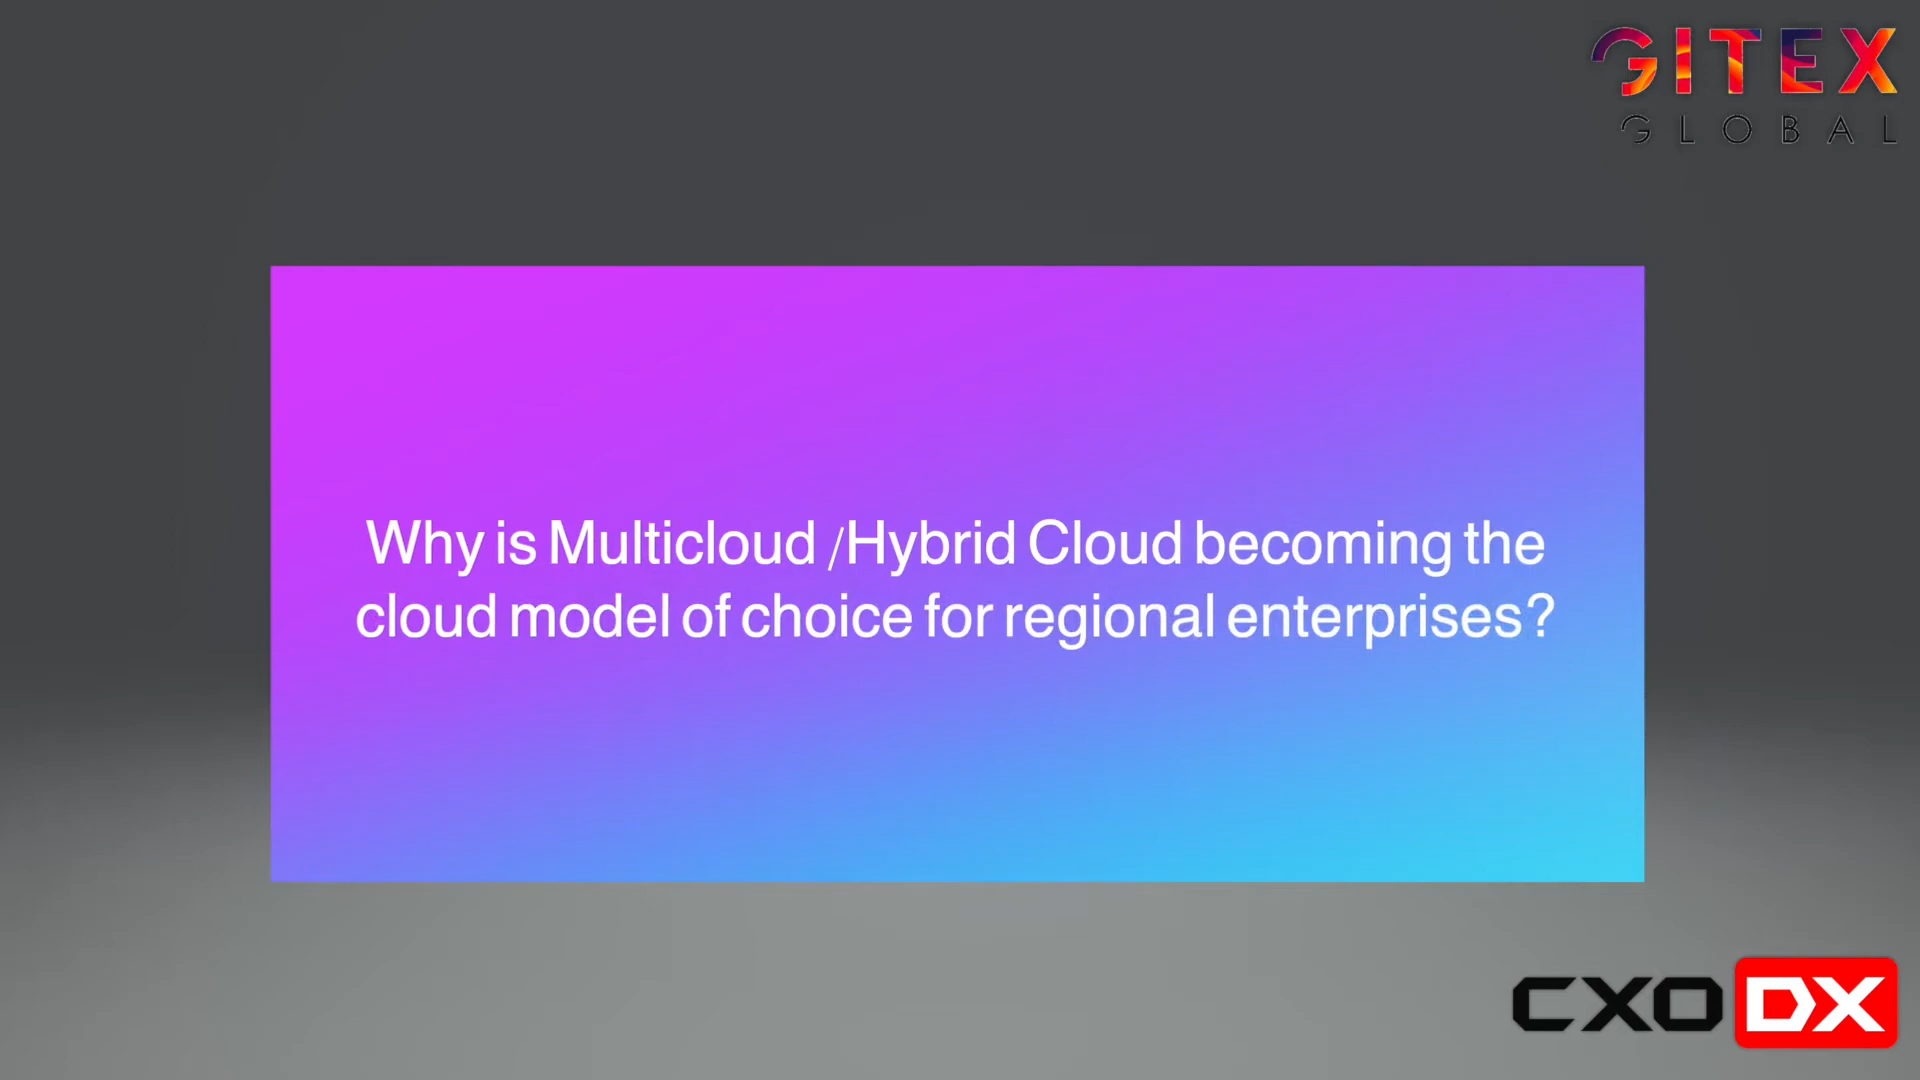 GITEX
GLOBAL
Why is Multicloud /Hybrid Cloud becoming the
cloud model of choice for regional enterprises?
CXO DX